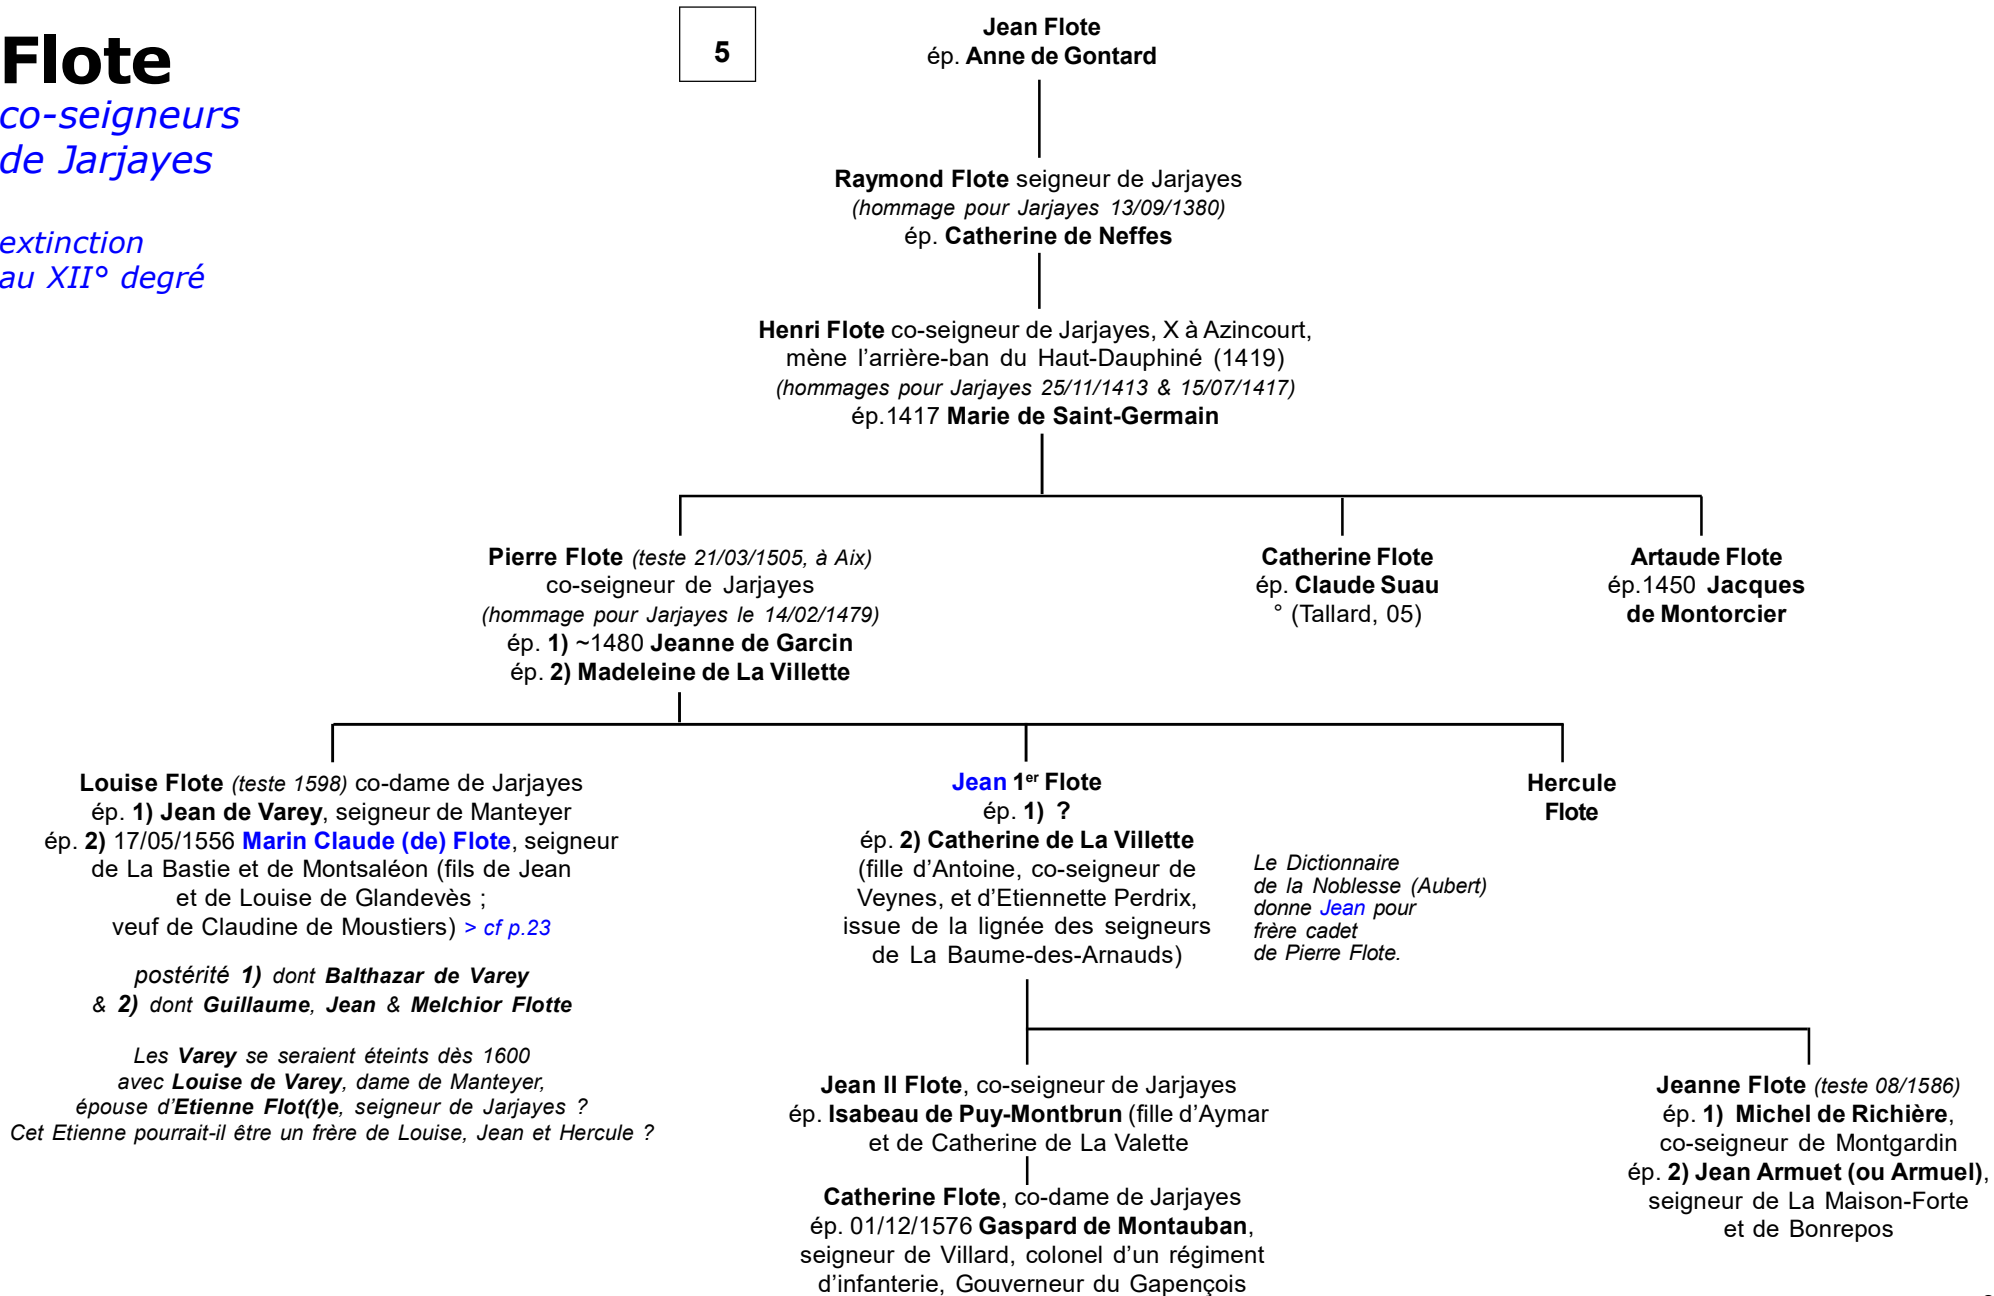 Flote
co-seigneurs
de Jarjayes
extinction
au XII° degré
5
Jean Flote
ép. Anne de Gontard
Raymond Flote seigneur de Jarjayes
(hommage pour Jarjayes 13/09/1380)
ép. Catherine de Neffes
Henri Flote co-seigneur de Jarjayes, X à Azincourt,
mène l'arrière-ban du Haut-Dauphiné (1419)
(hommages pour Jarjayes 25/11/1413 & 15/07/1417)
ép.1417 Marie de Saint-Germain
Pierre Flote (teste 21/03/1505, à Aix)
co-seigneur de Jarjayes
(hommage pour Jarjayes le 14/02/1479)
ép. 1) ~1480 Jeanne de Garcin
ép. 2) Madeleine de La Villette
Catherine Flote
ép. Claude Suau
° (Tallard, 05)
Artaude Flote
ép.1450 Jacques
de Montorcier
Louise Flote (teste 1598) co-dame de Jarjayes
ép. 1) Jean de Varey, seigneur de Manteyer
ép. 2) 17/05/1556 Marin Claude (de) Flote, seigneur
de La Bastie et de Montsaléon (fils de Jean
et de Louise de Glandevès ;
veuf de Claudine de Moustiers) > cf p.23
postérité 1) dont Balthazar de Varey
& 2) dont Guillaume, Jean & Melchior Flotte
Les Varey se seraient éteints dès 1600
avec Louise de Varey, dame de Manteyer,
épouse d'Etienne Flot(t)e, seigneur de Jarjayes ?
Cet Etienne pourrait-il être un frère de Louise, Jean et Hercule ?
Jean 1er Flote
ép. 1) ?
ép. 2) Catherine de La Villette
(fille d'Antoine, co-seigneur de
Veynes, et d'Etiennette Perdrix,
issue de la lignée des seigneurs
de La Baume-des-Arnauds)
Hercule
Flote
Le Dictionnaire
de la Noblesse (Aubert)
donne Jean pour
frère cadet
de Pierre Flote.
Jean II Flote, co-seigneur de Jarjayes
ép. Isabeau de Puy-Montbrun (fille d'Aymar
et de Catherine de La Valette
Catherine Flote, co-dame de Jarjayes
ép. 01/12/1576 Gaspard de Montauban,
seigneur de Villard, colonel d'un régiment
d'infanterie, Gouverneur du Gapençois
Jeanne Flote (teste 08/1586)
ép. 1) Michel de Richière,
co-seigneur de Montgardin
ép. 2) Jean Armuet (ou Armuel),
seigneur de La Maison-Forte
et de Bonrepos